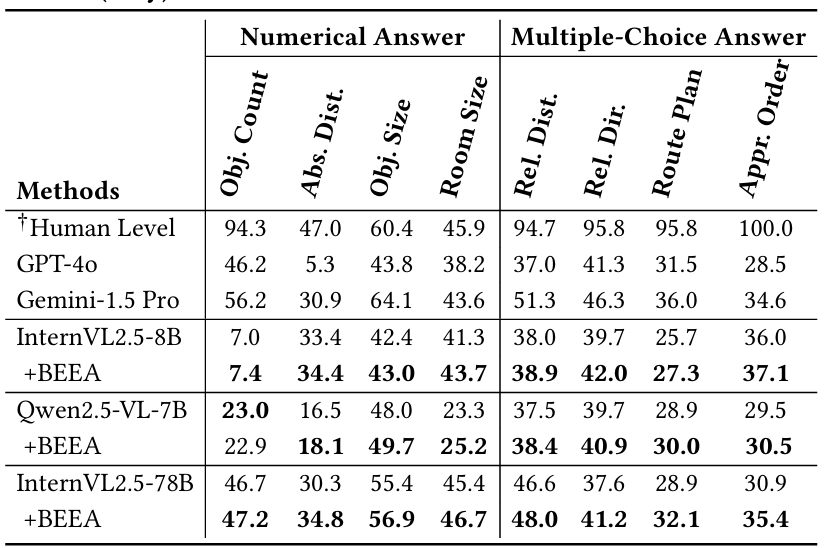 Numerical Answer Multiple-Choice Answer
Methods Obj. Count Abs. Dist. Obj. Size Room Size Rel. Dist. Rel. Dir. Route Plan Appr. Order
†Human Level 94.3 47.0 60.4 45.9 94.7 95.8 95.8 100.0
GPT-4o 46.2 5.3 43.8 38.2 37.0 41.3 31.5 28.5
Gemini-1.5 Pro 56.2 30.9 64.1 43.6 51.3 46.3 36.0 34.6
InternVL2.5-8B 7.0 33.4 42.4 41.3 38.0 39.7 25.7 36.0
+BEEA 7.4 34.4 43.0 43.7 38.9 42.0 27.3 37.1
Qwen2.5-VL-7B 23.0 16.5 48.0 23.3 37.5 39.7 28.9 29.5
+BEEA 22.9 18.1 49.7 25.2 38.4 40.9 30.0 30.5
InternVL2.5-78B 46.7 30.3 55.4 45.4 46.6 37.6 28.9 30.9
+BEEA 47.2 34.8 56.9 46.7 48.0 41.2 32.1 35.4